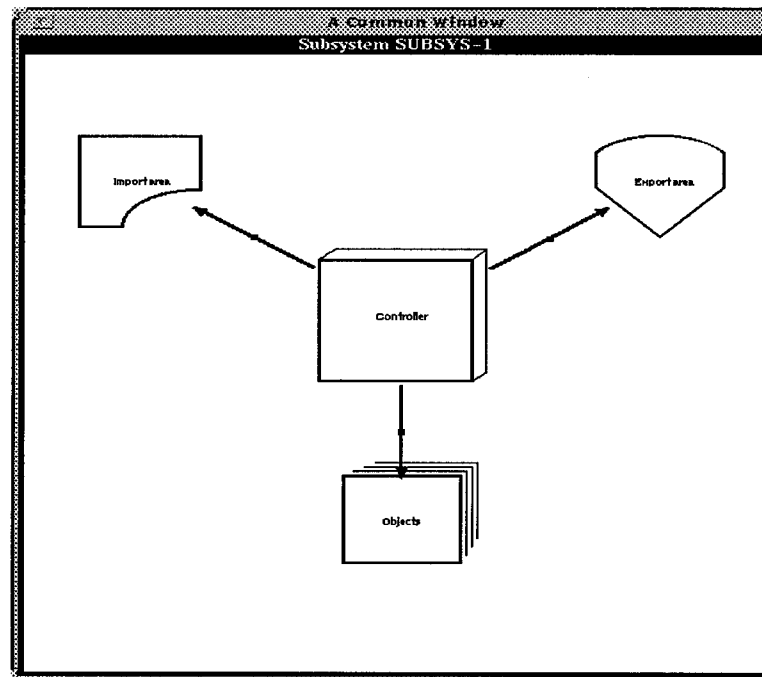 A Common Window
Subsystem SUBSYS-1
Import area
Export area
Controller
Objects